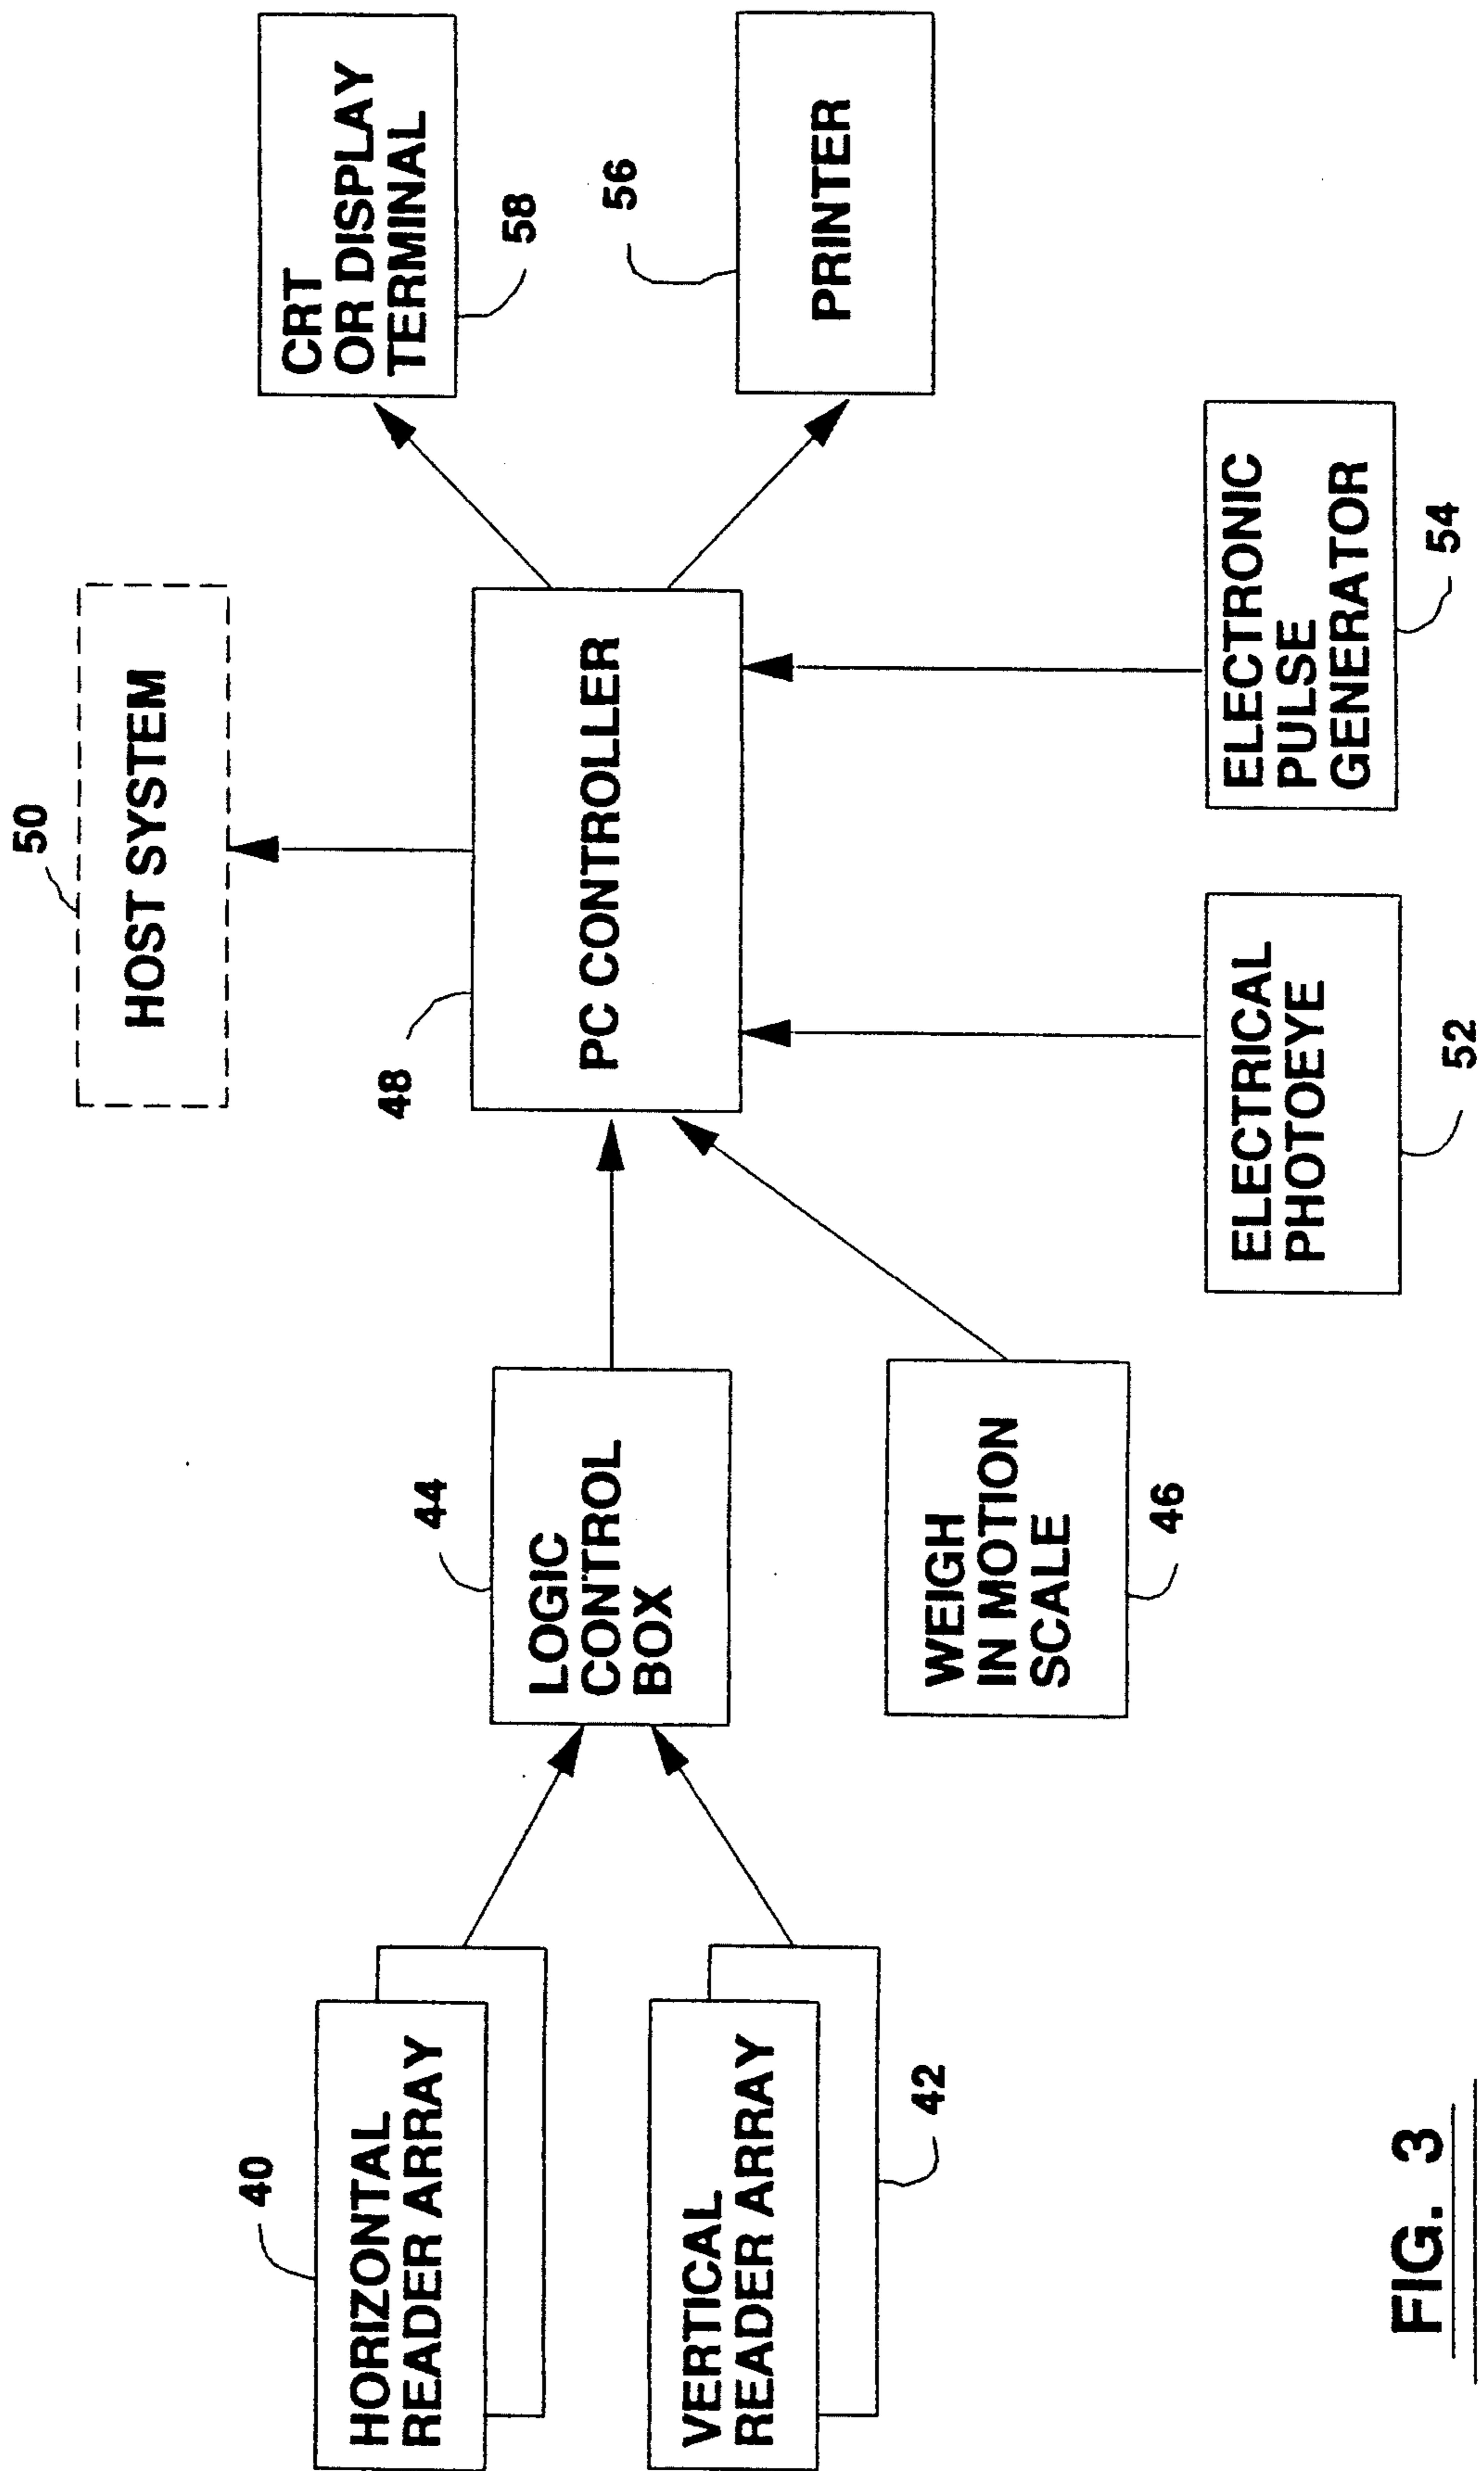 50
HOST SYSTEM
40
HORIZONTAL
READER ARRAY
VERTICAL
READER ARRAY
42
44
LOGIC
CONTROL
BOX
WEIGH
IN MOTION
SCALE
46
48
PC CONTROLLER
CRT
OR DISPLAY
TERMINAL
58
56
PRINTER
ELECTRICAL
PHOTOEYE
52
ELECTRONIC
PULSE
GENERATOR
54
FIG. 3